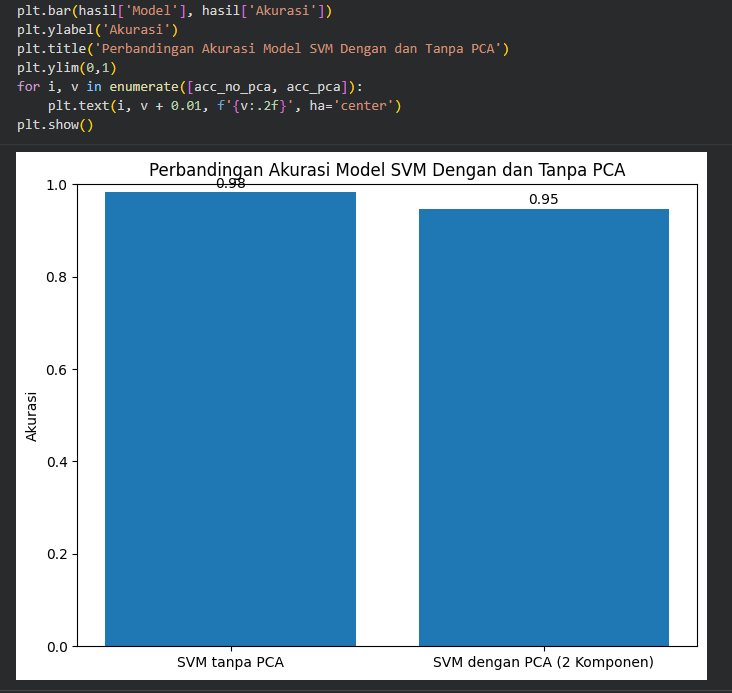 plt.bar(hasil['Model'], hasil['Akurasi'])
plt.ylabel('Akurasi')
plt.title('Perbandingan Akurasi Model SVM Dengan dan Tanpa PCA')
plt.ylim(0,1)
for i, v in enumerate([acc_no_pca, acc_pca]):
    plt.text(i, v + 0.01, f'{v:.2f}', ha='center')
plt.show()
Perbandingan Akurasi Model SVM Dengan dan Tanpa PCA
0.98
0.95
1.0
0.8
0.6
0.4
0.2
0.0
Akurasi
SVM tanpa PCA
SVM dengan PCA (2 Komponen)